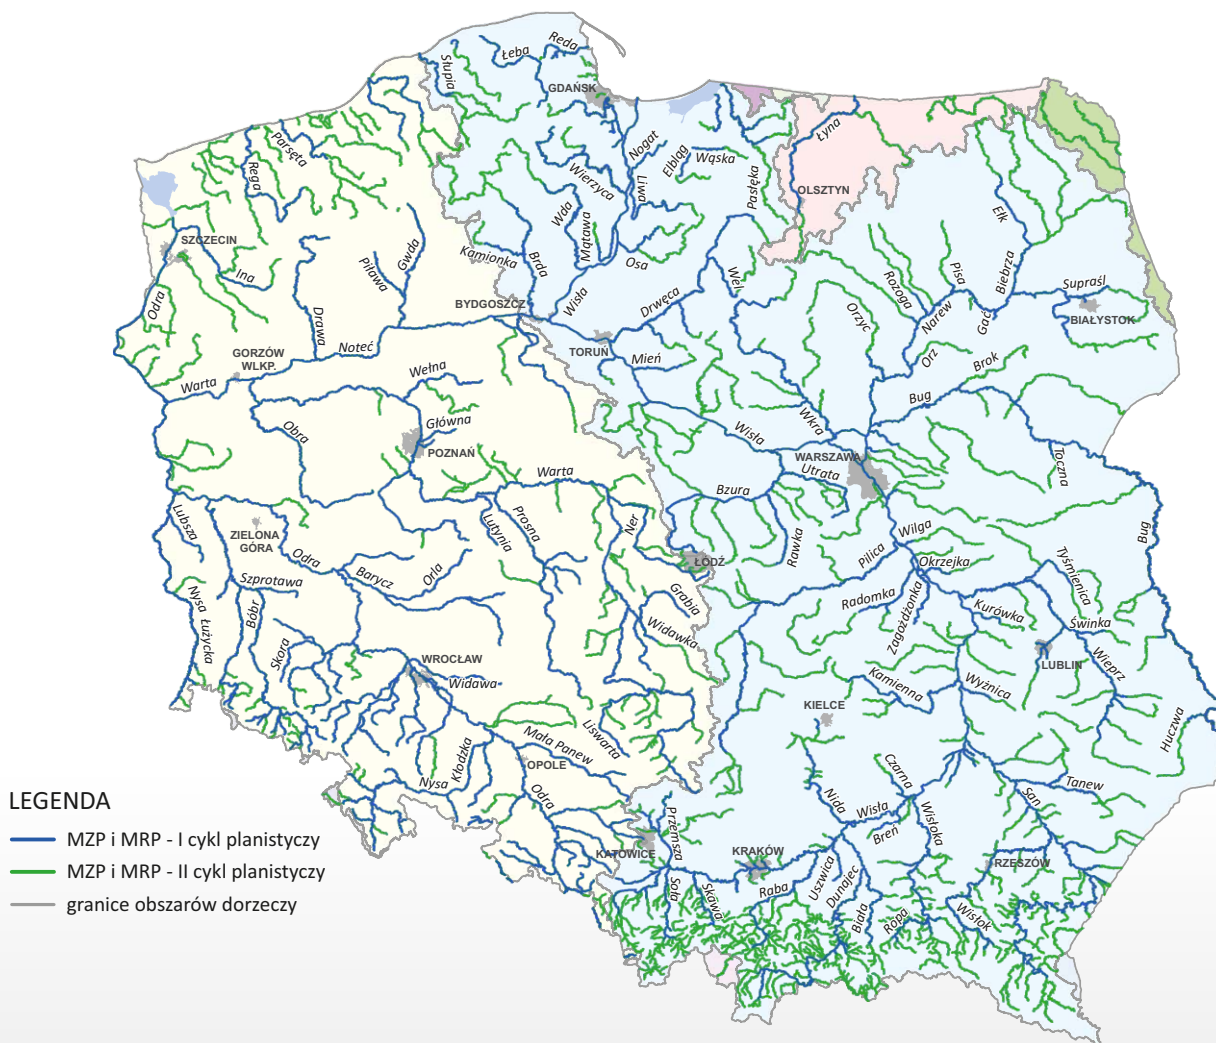 Reda
Łeba
Słupia
GDAŃSK
Łyna
Parsęta
Rega
Nogat
Elbląg
Wąska
Wierzyca
Liwa
Pasłęka
OLSZTYN
Wda
Mątawa
Ełk
SZCZECIN
Ina
Piława
Gwda
Kamionka
Brda
Osa
Wel
Rozoga
Pisa
Biebrza
Supraśl
Odra
BYDGOSZCZ
Wisła
Drwęca
Orzyc
Narew
Gać
BIAŁYSTOK
Drawa
Noteć
TORUŃ
Mień
Orz
Brok
GORZÓW
WLKP.
Warta
Wełna
Bug
Obra
Główna
POZNAŃ
Wisła
Wkra
WARSZAWA
Utrata
Toczna
Warta
Bzura
Lubsza
ZIELONA
GÓRA
Lutynia
Prosna
Ner
Rawka
Wilga
Bug
Odra
Barycz
Orla
ŁÓDŹ
Pilica
Okrzejka
Tyśmienica
Szprotawa
Grabia
Radomka
Zagożdżonka
Kurówka
Świnka
Nysa Łużycka
Bóbr
Skora
Widawka
LUBLIN
Wieprz
WROCŁAW
Widawa
Kamienna
Wyżnica
KIELCE
Huczwa
Kłodzka
Mała Panew
Liswarta
OPOLE
Nysa
Odra
Czarna
Tanew
San
Nida
Wisła
Wisłoka
Breń
Przemsza
KATOWICE
KRAKÓW
RZESZÓW
Soła
Skawa
Raba
Uszwica
Dunajec
Biała
Ropa
Wisłok
LEGENDA
MZP i MRP - I cykl planistyczy
MZP i MRP - II cykl planistyczy
granice obszarów dorzeczy